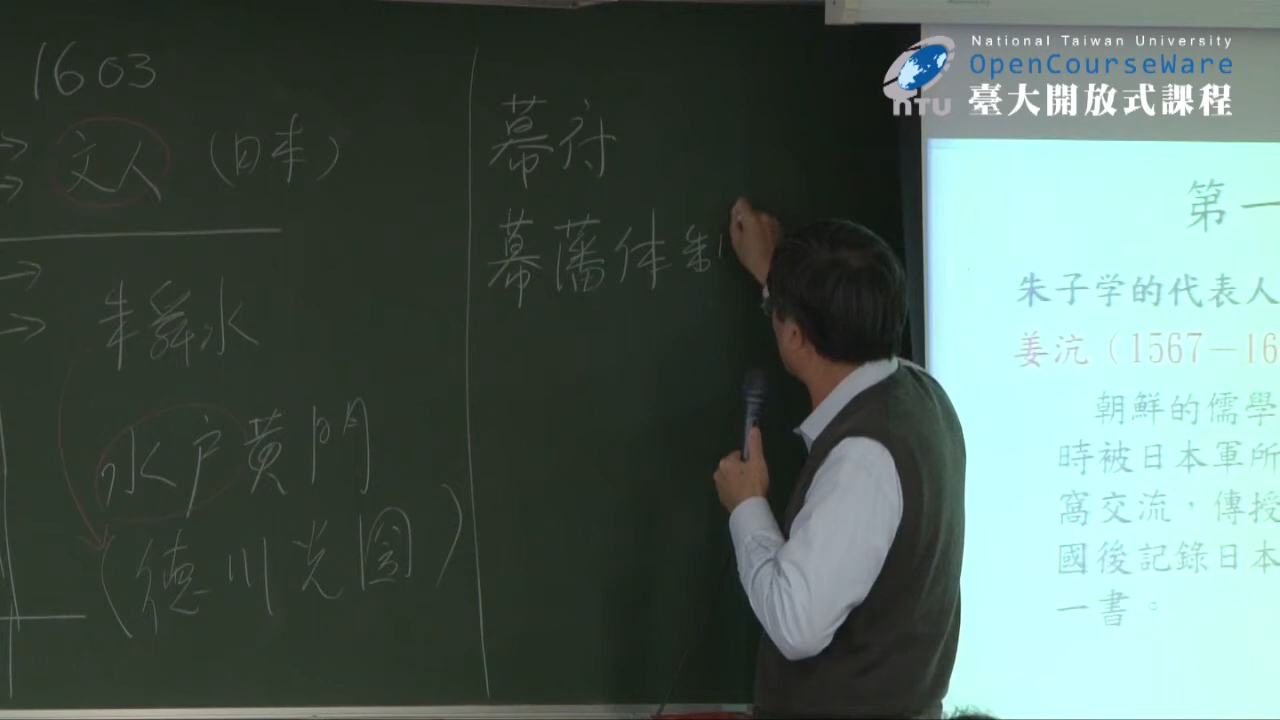 National Taiwan University
OpenCourseWare
臺大開放式課程
NTU
1603
文人 (日本)
朱舜水
水戶黄門
(德川光圀)
幕府
幕藩体制
第一
朱子学的代表人
姜沆(1567-16
朝鮮的儒學
時被日本軍所
窩交流,傳授
國後記錄日本
一書。